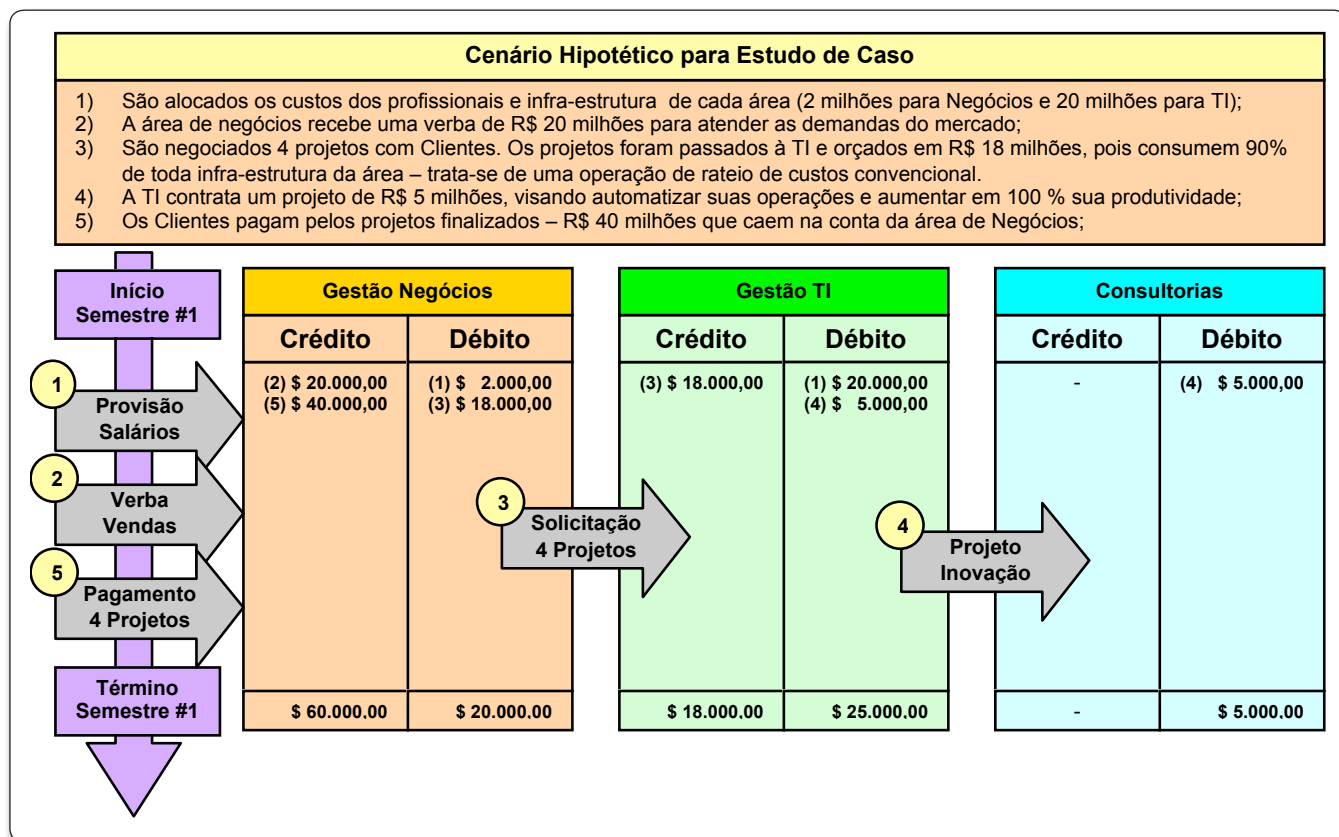 Cenário Hipotético para Estudo de Caso
1) São alocados os custos dos profissionais e infra-estrutura de cada área (2 milhões para Negócios e 20 milhões para TI);
2) A área de negócios recebe uma verba de R$ 20 milhões para atender as demandas do mercado;
3) São negociados 4 projetos com Clientes. Os projetos foram passados à TI e orçados em R$ 18 milhões, pois consumem 90%
de toda infra-estrutura da área – trata-se de uma operação de rateio de custos convencional.
4) A TI contrata um projeto de R$ 5 milhões, visando automatizar suas operações e aumentar em 100 % sua produtividade;
5) Os Clientes pagam pelos projetos finalizados – R$ 40 milhões que caem na conta da área de Negócios;
Início
Semestre #1
1
Provisão
Salários
2
Verba
Vendas
5
Pagamento
4 Projetos
Término
Semestre #1
Gestão Negócios
Crédito Débito
(2) $ 20.000,00 (1) $ 2.000,00
(5) $ 40.000,00 (3) $ 18.000,00
$ 60.000,00 $ 20.000,00
3
Solicitação
4 Projetos
Gestão TI
Crédito Débito
(3) $ 18.000,00 (1) $ 20.000,00
(4) $ 5.000,00
$ 18.000,00 $ 25.000,00
4
Projeto
Inovação
Consultorias
Crédito Débito
- (4) $ 5.000,00
- $ 5.000,00